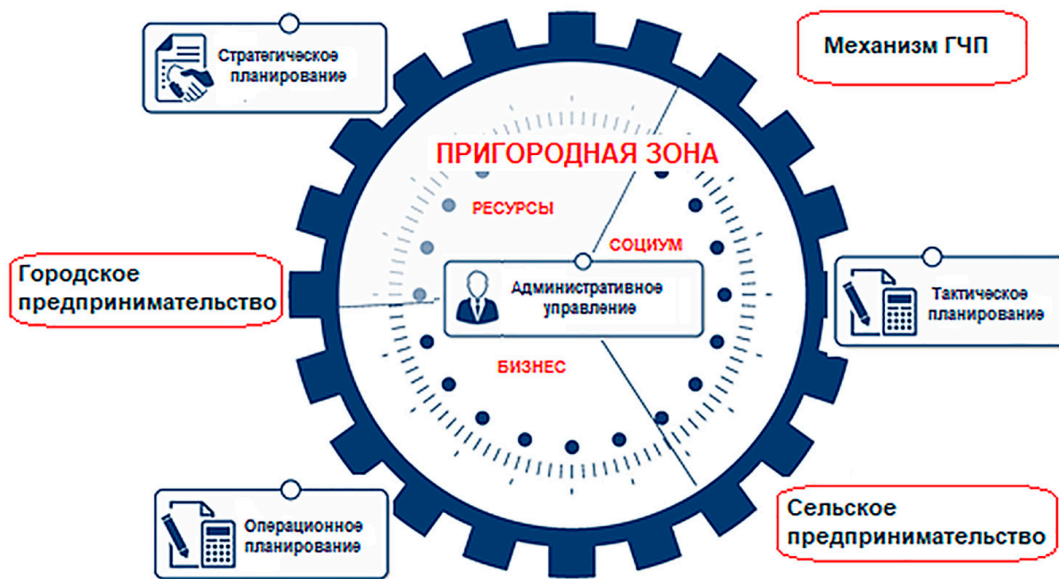 Стратегическое
планирование
Механизм ГЧП
ПРИГОРОДНАЯ ЗОНА
РЕСУРСЫ
СОЦИУМ
Городское
предпринимательство
Административное
управление
Тактическое
планирование
БИЗНЕС
Операционное
планирование
Сельское
предпринимательство